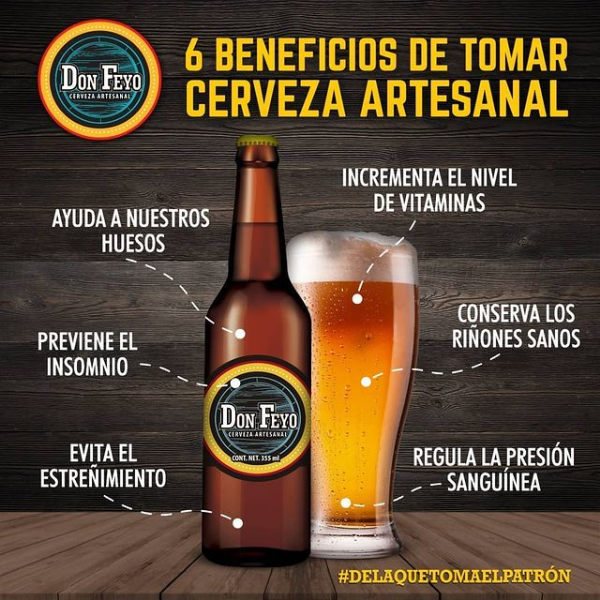 DON FEYO
CERVEZA ARTESANAL
6 BENEFICIOS DE TOMAR
CERVEZA ARTESANAL
INCREMENTA EL NIVEL
DE VITAMINAS
AYUDA A NUESTROS
HUESOS
CONSERVA LOS
RIÑONES SANOS
PREVIENE EL
INSOMNIO
DON FEYO
CERVEZA ARTESANAL
CONT. NET. 355 ml
EVITA EL
ESTREÑIMIENTO
REGULA LA PRESIÓN
SANGUÍNEA
#DELAQUETOMAELPATRÓN